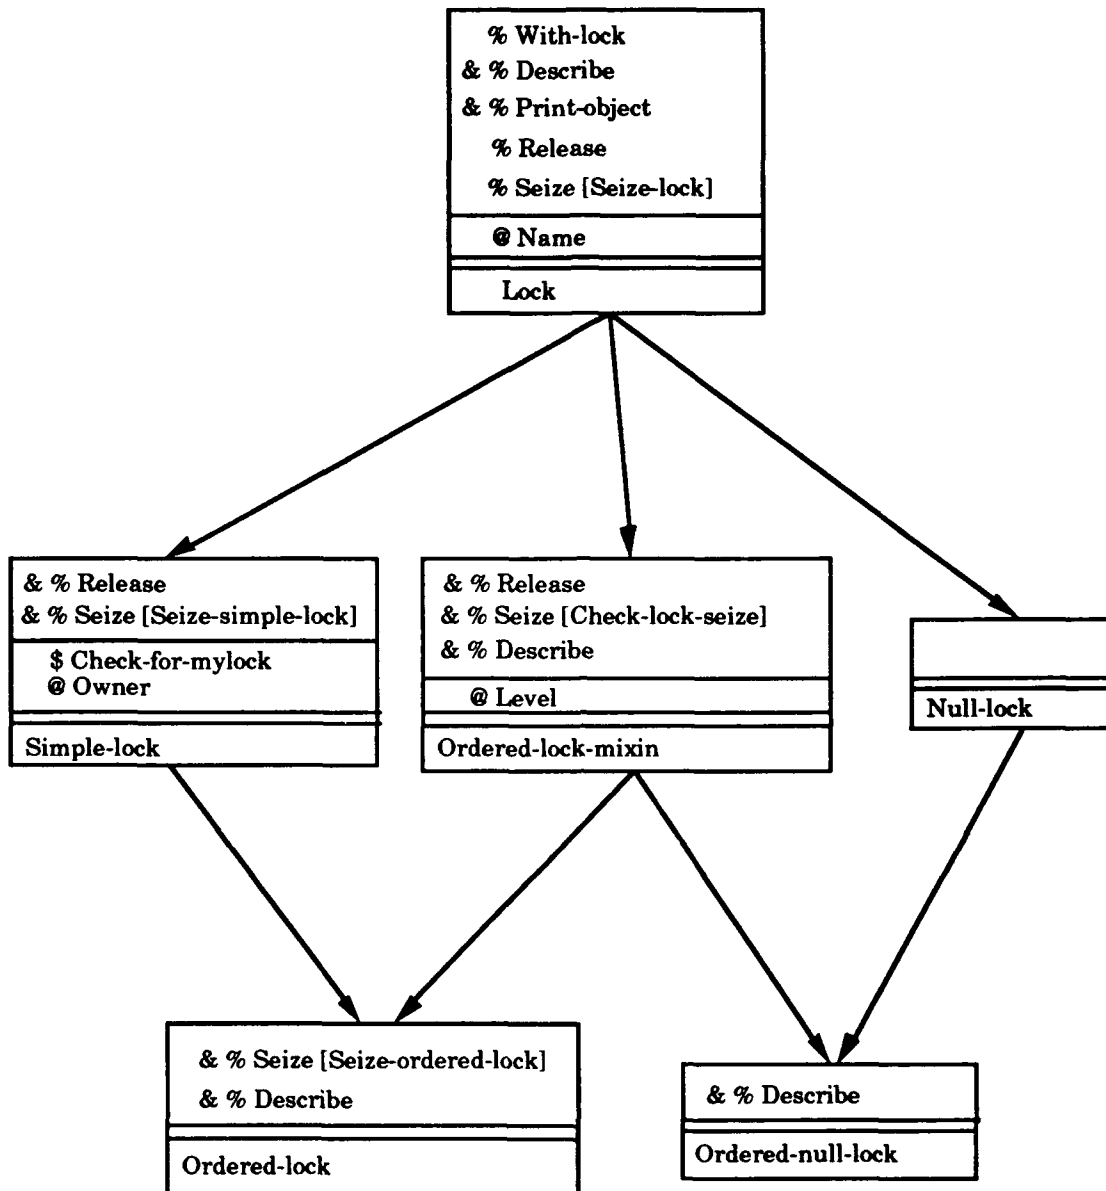 % With-lock
& % Describe
& % Print-object
% Release
% Seize [Seize-lock]
@ Name
Lock
& % Release
& % Seize [Seize-simple-lock]
$ Check-for-mylock
@ Owner
Simple-lock
& % Release
& % Seize [Check-lock-seize]
& % Describe
@ Level
Ordered-lock-mixin
Null-lock
& % Seize [Seize-ordered-lock]
& % Describe
Ordered-lock
& % Describe
Ordered-null-lock